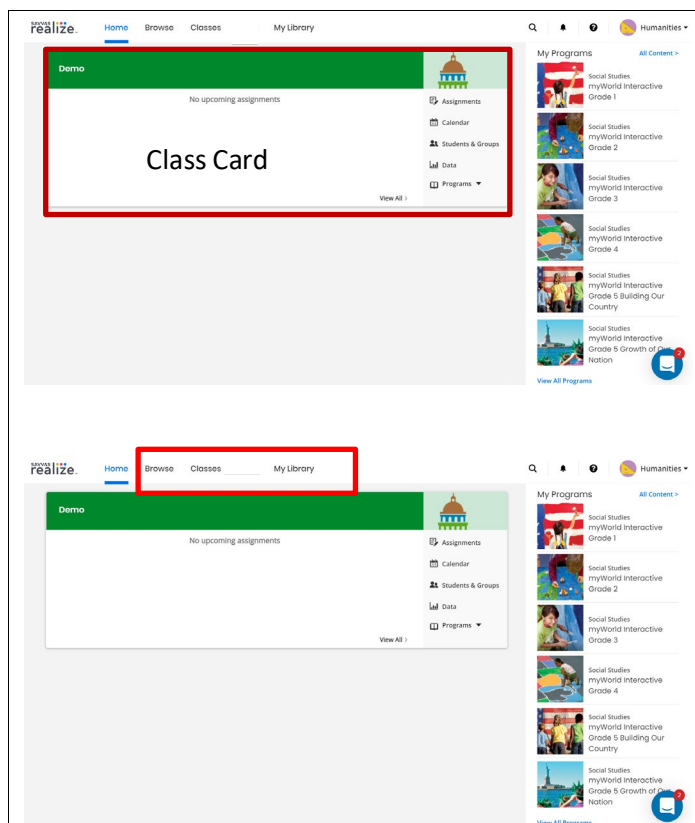 SAVVAS
realize. Home Browse Classes My Library Humanities
My Programs All Content >
Demo
Social Studies
myWorld Interactive
Grade 1
No upcoming assignments
Assignments
Calendar
Students & Groups
Data
Programs
Class Card
View All >
Social Studies
myWorld Interactive
Grade 2
Social Studies
myWorld Interactive
Grade 3
Social Studies
myWorld Interactive
Grade 4
Social Studies
myWorld Interactive
Grade 5 Building Our
Country
Social Studies
myWorld Interactive
Grade 5 Growth of Our
Nation
2
View All Programs
SAVVAS
realize. Home Browse Classes My Library Humanities
My Programs All Content >
Demo
No upcoming assignments
Assignments
Calendar
Students & Groups
Data
Programs
View All >
Social Studies
myWorld Interactive
Grade 1
Social Studies
myWorld Interactive
Grade 2
Social Studies
myWorld Interactive
Grade 3
Social Studies
myWorld Interactive
Grade 4
Social Studies
myWorld Interactive
Grade 5 Building Our
Country
Social Studies
myWorld Interactive
Grade 5 Growth of Our
Nation
2
View All Programs